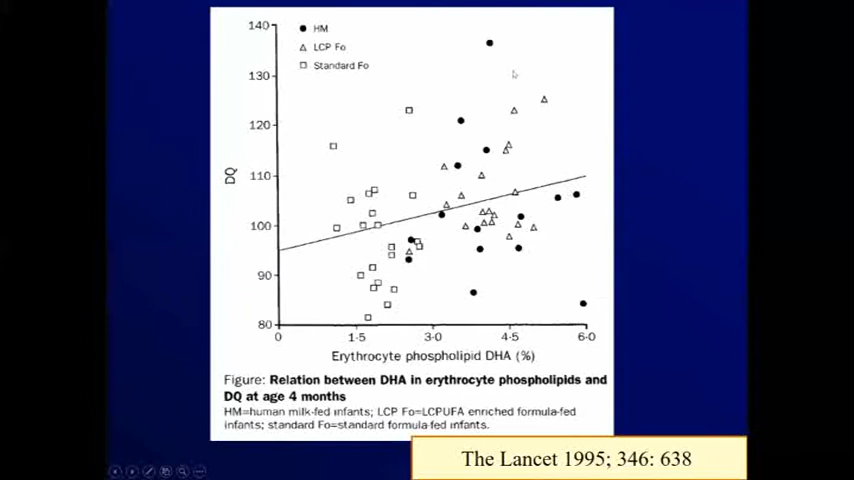 140
HM
LCP Fo
Standard Fo
130
120
DQ
110
100
90
80
0
1·5
3·0
4·5
6·0
Erythrocyte phospholipid DHA (%)
Figure: Relation between DHA in erythrocyte phospholipids and
DQ at age 4 months
HM=human milk-fed infants; LCP Fo=LCPUFA enriched formula-fed
infants; standard Fo=standard formula-fed infants.
The Lancet 1995; 346: 638